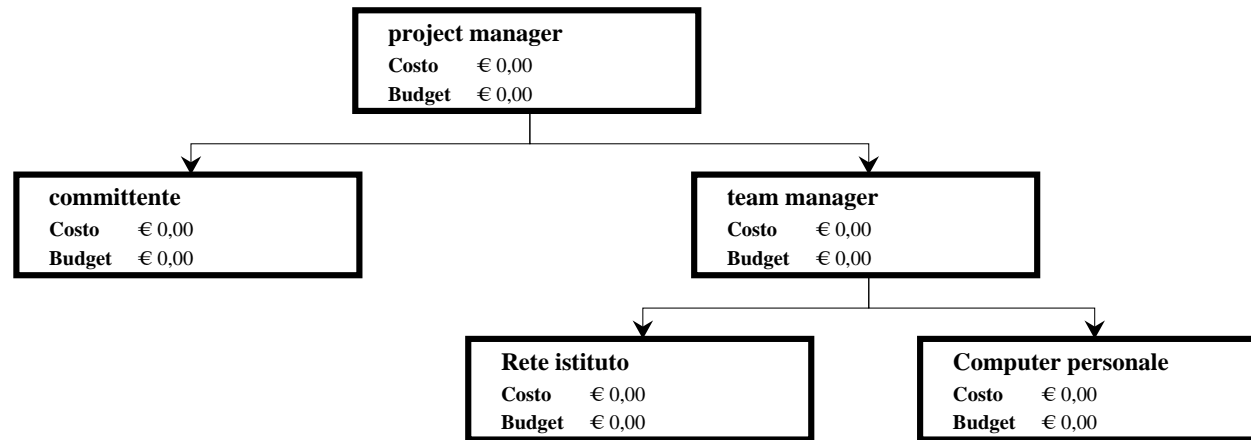 project manager
Costo € 0,00
Budget € 0,00
committente
Costo € 0,00
Budget € 0,00
team manager
Costo € 0,00
Budget € 0,00
Rete istituto
Costo € 0,00
Budget € 0,00
Computer personale
Costo € 0,00
Budget € 0,00